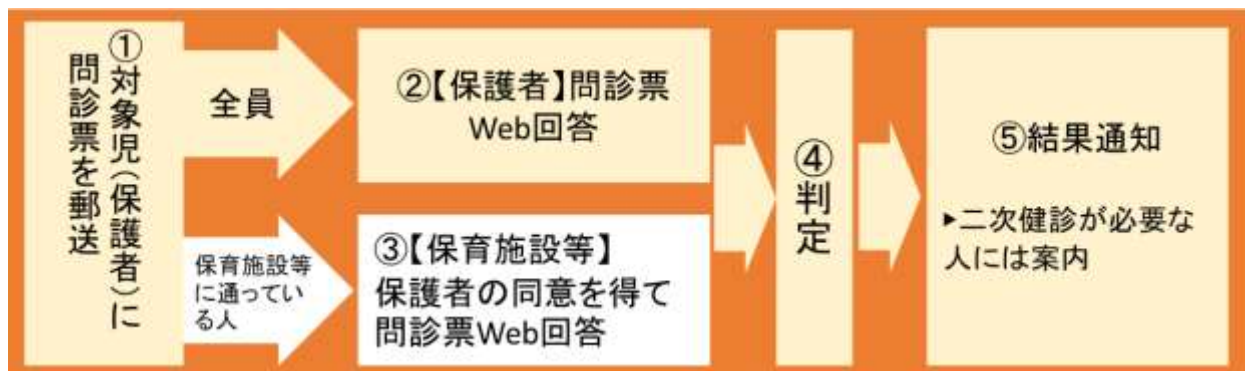 ①対象児(保護者)に
問診票を郵送
全員
②【保護者】問診票
Web回答
保育施設等
に通ってい
る人
③【保育施設等】
保護者の同意を得て
問診票Web回答
④判定
⑤結果通知
▶二次健診が必要な
人には案内